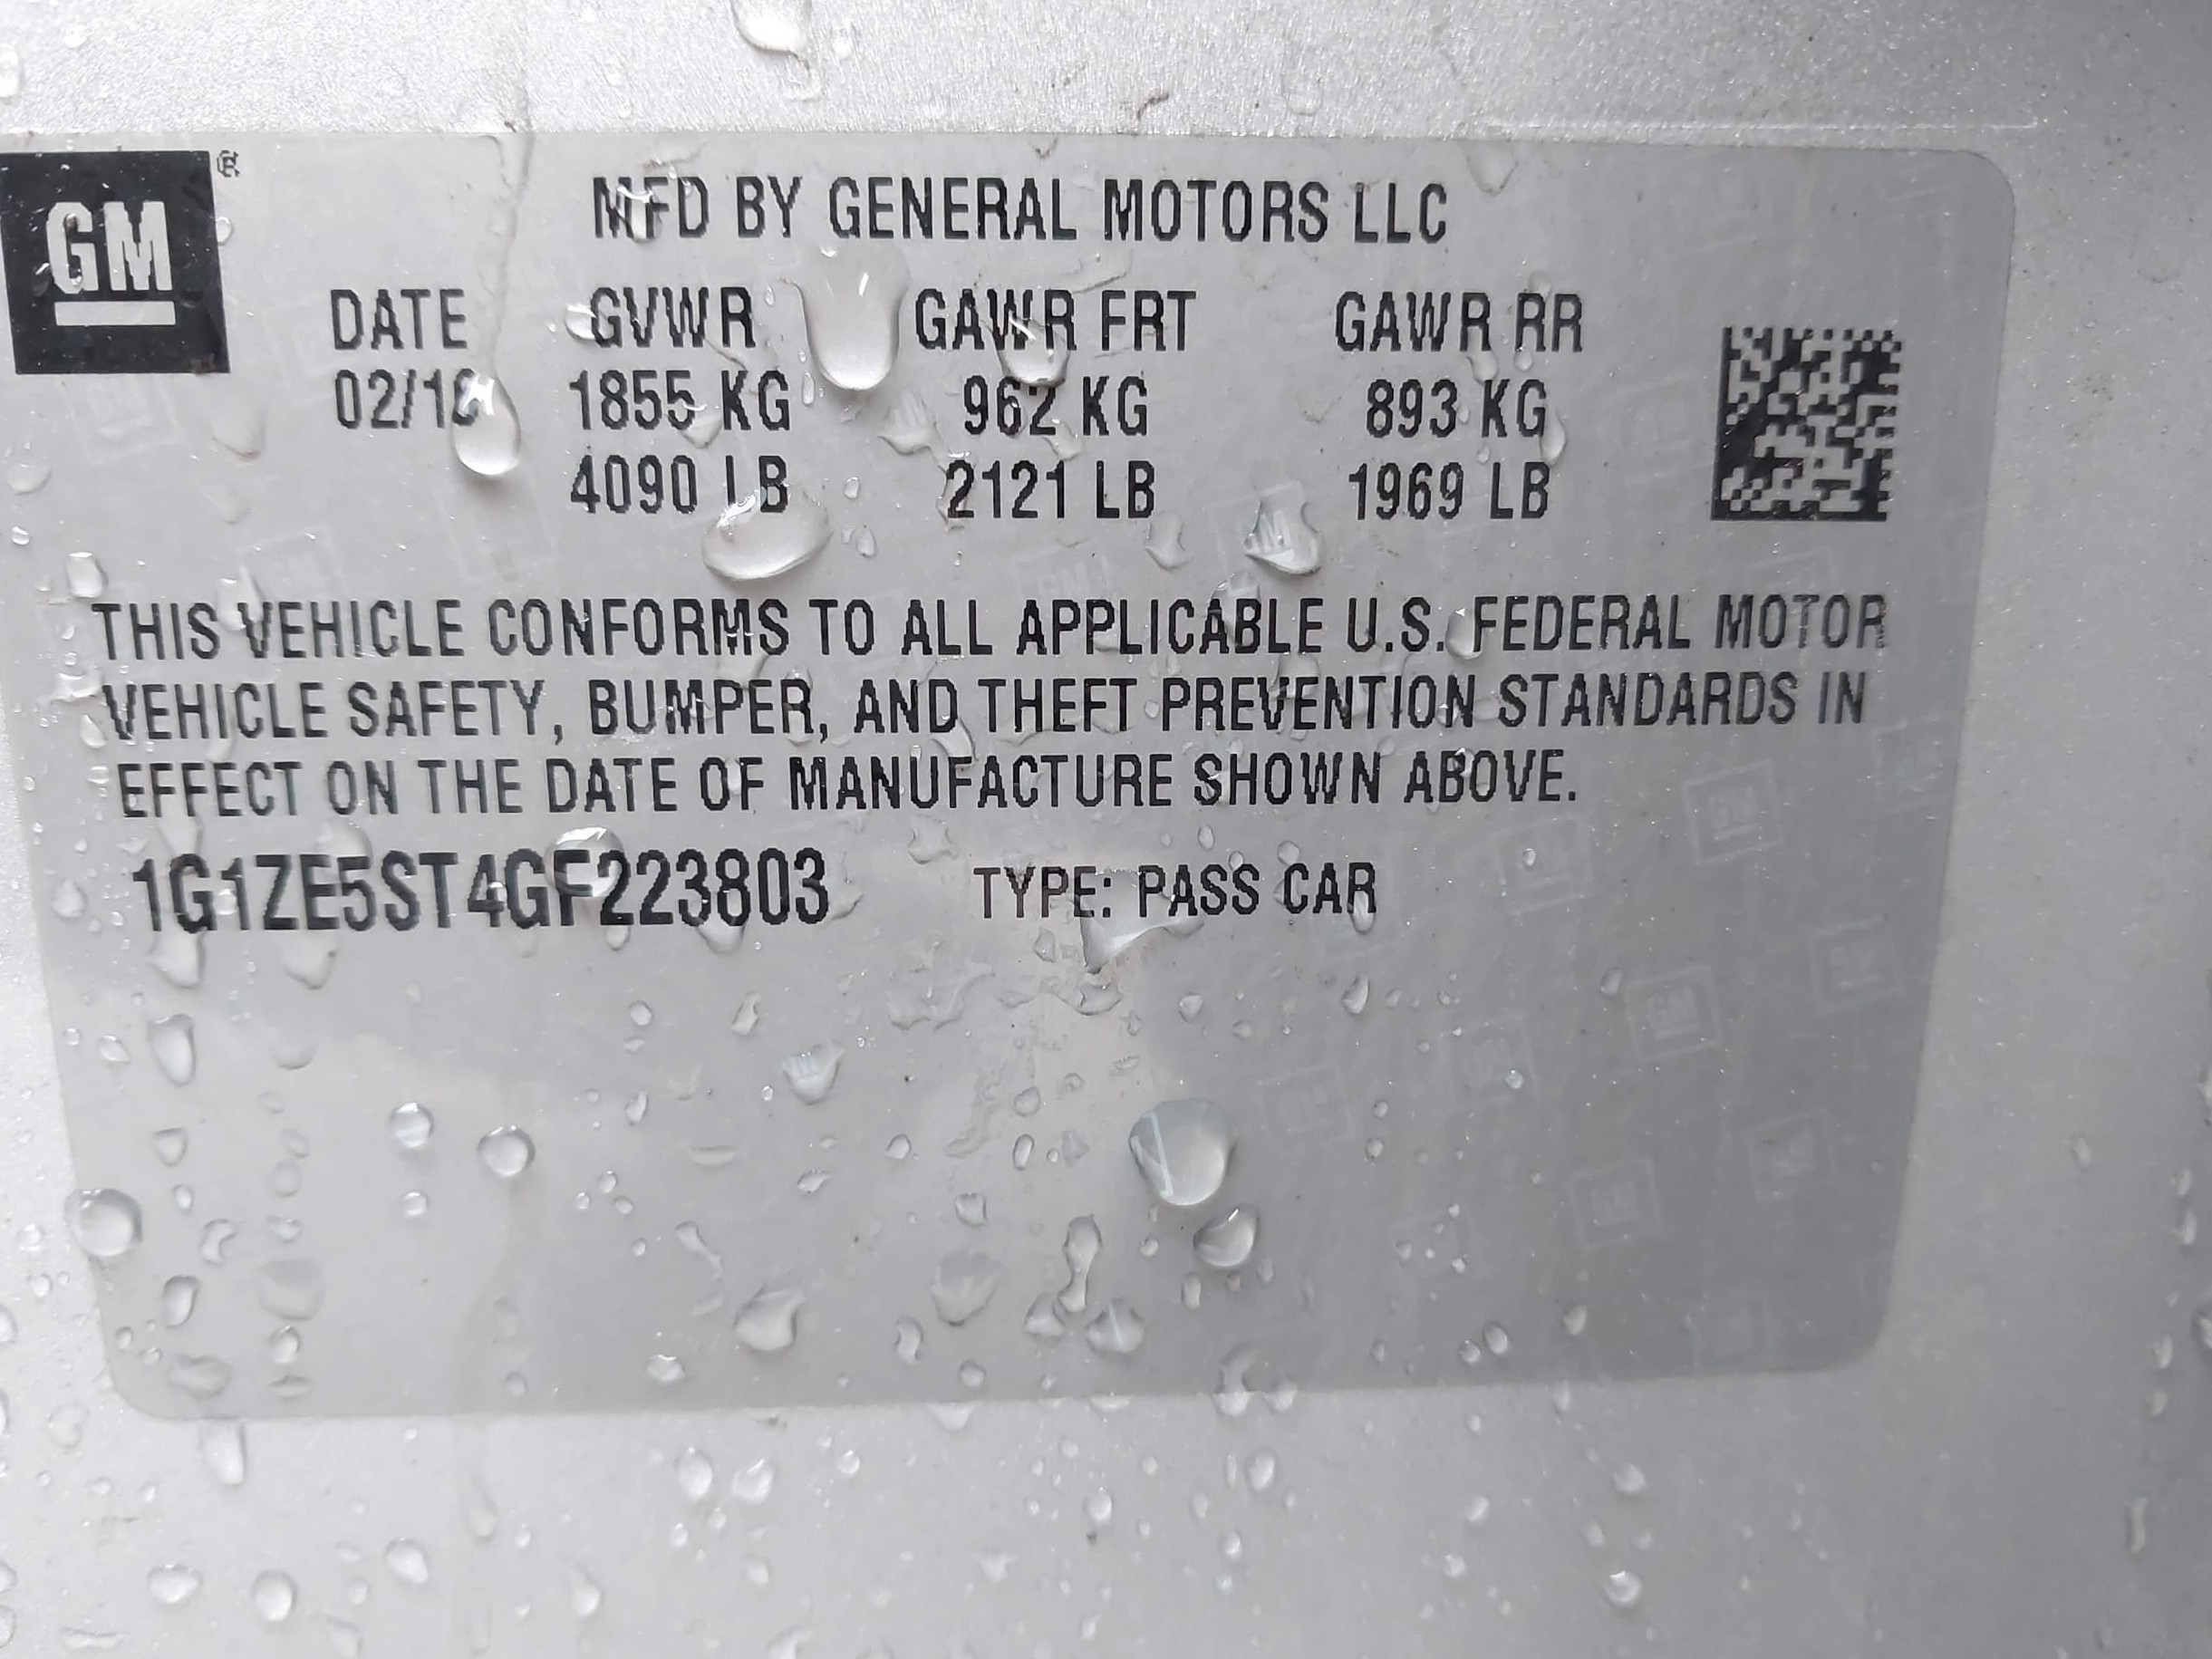 GM
MFD BY GENERAL MOTORS LLC
DATE GVWR GAWR FRT GAWR RR
1855 KG 962 KG 893 KG
4090 LB 2121 LB 1969 LB
THIS VEHICLE CONFORMS TO ALL APPLICABLE U.S. FEDERAL MOTOR
VEHICLE SAFETY, BUMPER, AND THEFT PREVENTION STANDARDS IN
EFFECT ON THE DATE OF MANUFACTURE SHOWN ABOVE.
1G1ZE5ST4GF223803 TYPE: PASS CAR